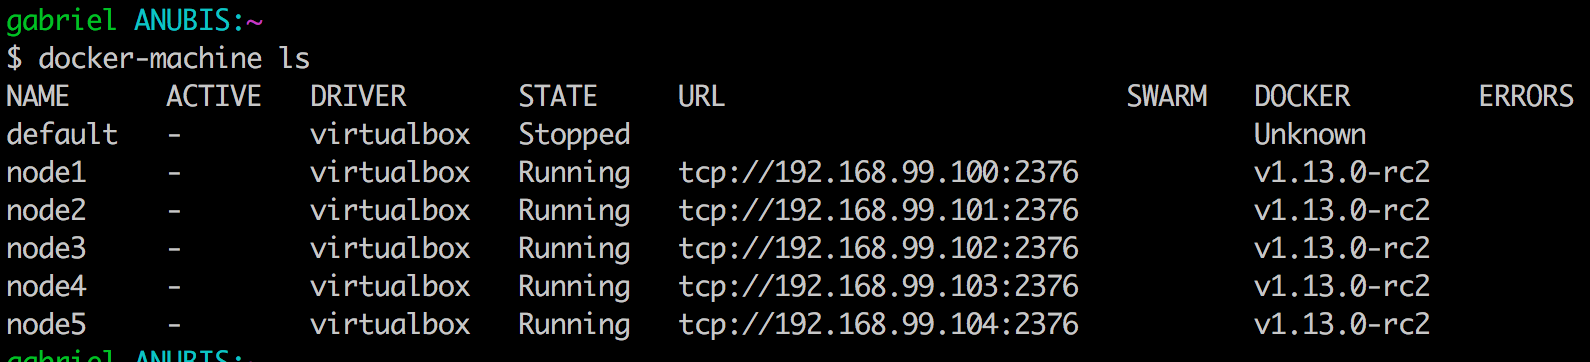 gabriel ANUBIS:~
$ docker-machine ls
NAME      ACTIVE   DRIVER       STATE     URL                         SWARM   DOCKER        ERRORS
default   -        virtualbox   Stopped                                       Unknown
node1     -        virtualbox   Running   tcp://192.168.99.100:2376           v1.13.0-rc2
node2     -        virtualbox   Running   tcp://192.168.99.101:2376           v1.13.0-rc2
node3     -        virtualbox   Running   tcp://192.168.99.102:2376           v1.13.0-rc2
node4     -        virtualbox   Running   tcp://192.168.99.103:2376           v1.13.0-rc2
node5     -        virtualbox   Running   tcp://192.168.99.104:2376           v1.13.0-rc2
gabriel ANUBIS: